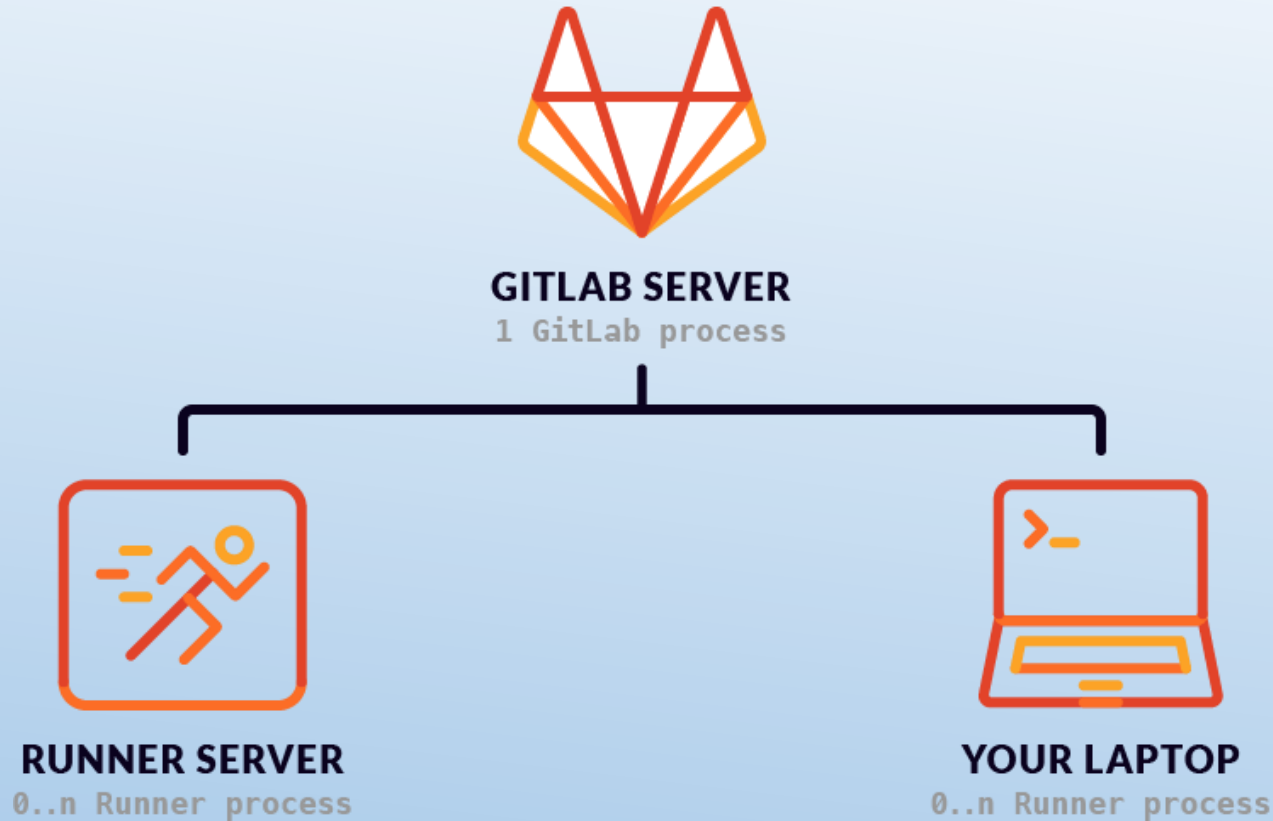 GITLAB SERVER
1 GitLab process
RUNNER SERVER
0..n Runner process
YOUR LAPTOP
0..n Runner process